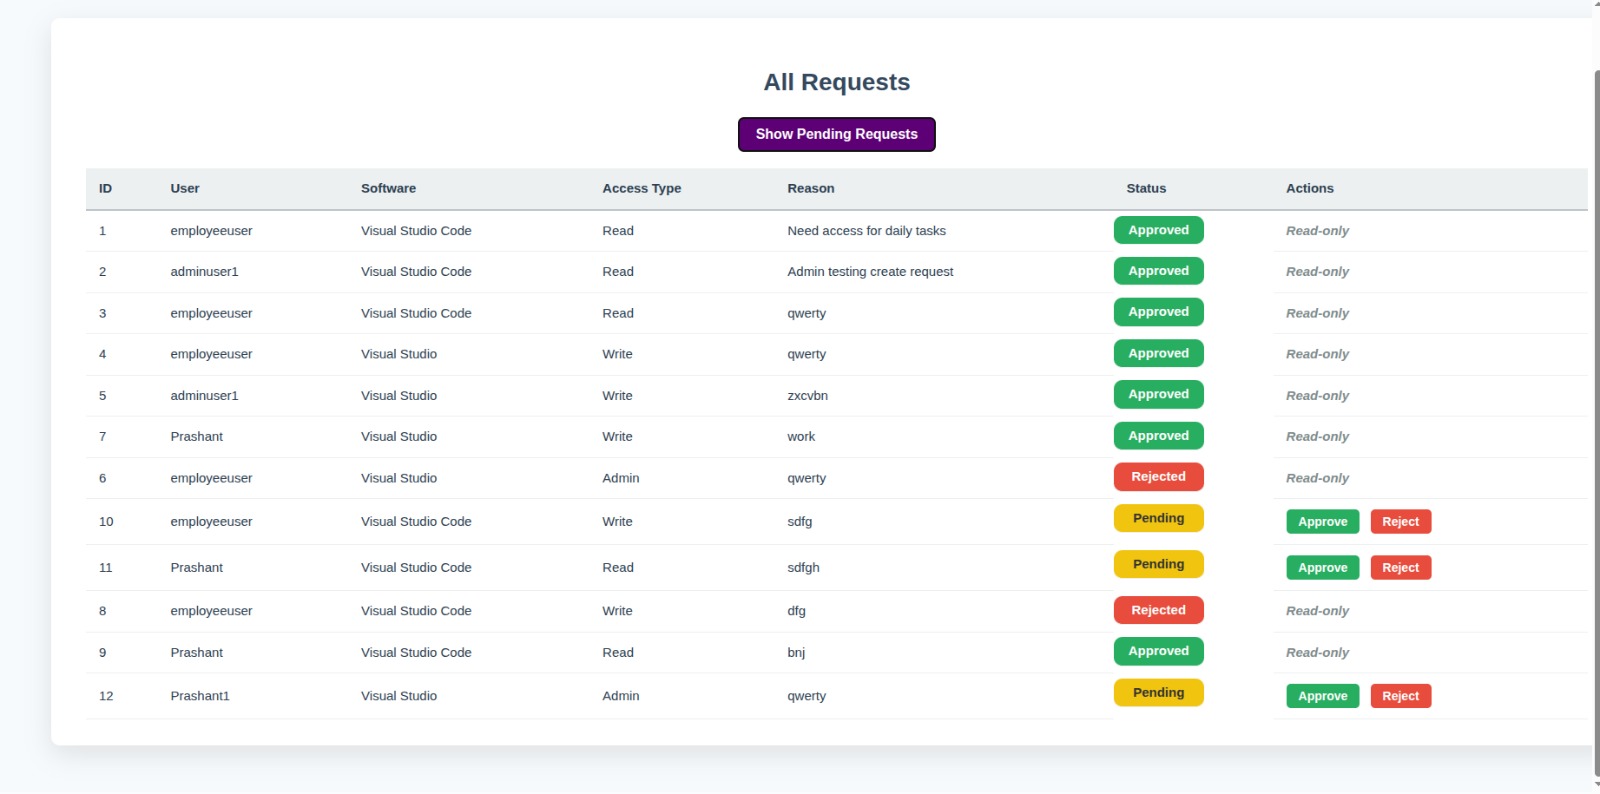 All Requests
Show Pending Requests
ID User Software Access Type Reason Status Actions
1 employeeuser Visual Studio Code Read Need access for daily tasks Approved Read-only
2 adminuser1 Visual Studio Code Read Admin testing create request Approved Read-only
3 employeeuser Visual Studio Code Read qwerty Approved Read-only
4 employeeuser Visual Studio Write qwerty Approved Read-only
5 adminuser1 Visual Studio Write zxcvbn Approved Read-only
7 Prashant Visual Studio Write work Approved Read-only
6 employeeuser Visual Studio Admin qwerty Rejected Read-only
10 employeeuser Visual Studio Code Write sdfg Pending Approve Reject
11 Prashant Visual Studio Code Read sdfgh Pending Approve Reject
8 employeeuser Visual Studio Code Write dfg Rejected Read-only
9 Prashant Visual Studio Code Read bnj Approved Read-only
12 Prashant1 Visual Studio Admin qwerty Pending Approve Reject